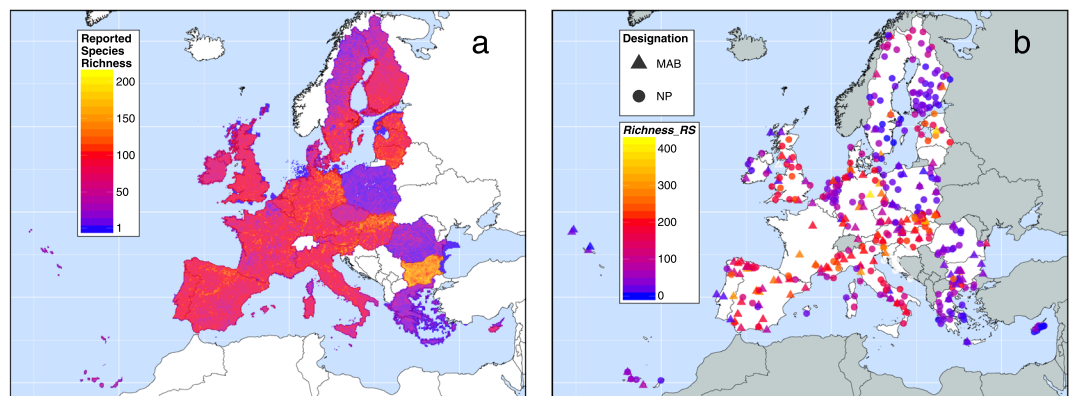 a
Reported
Species
Richness
200
150
100
50
1
b
Designation
MAB
NP
Richness_RS
400
300
200
100
0